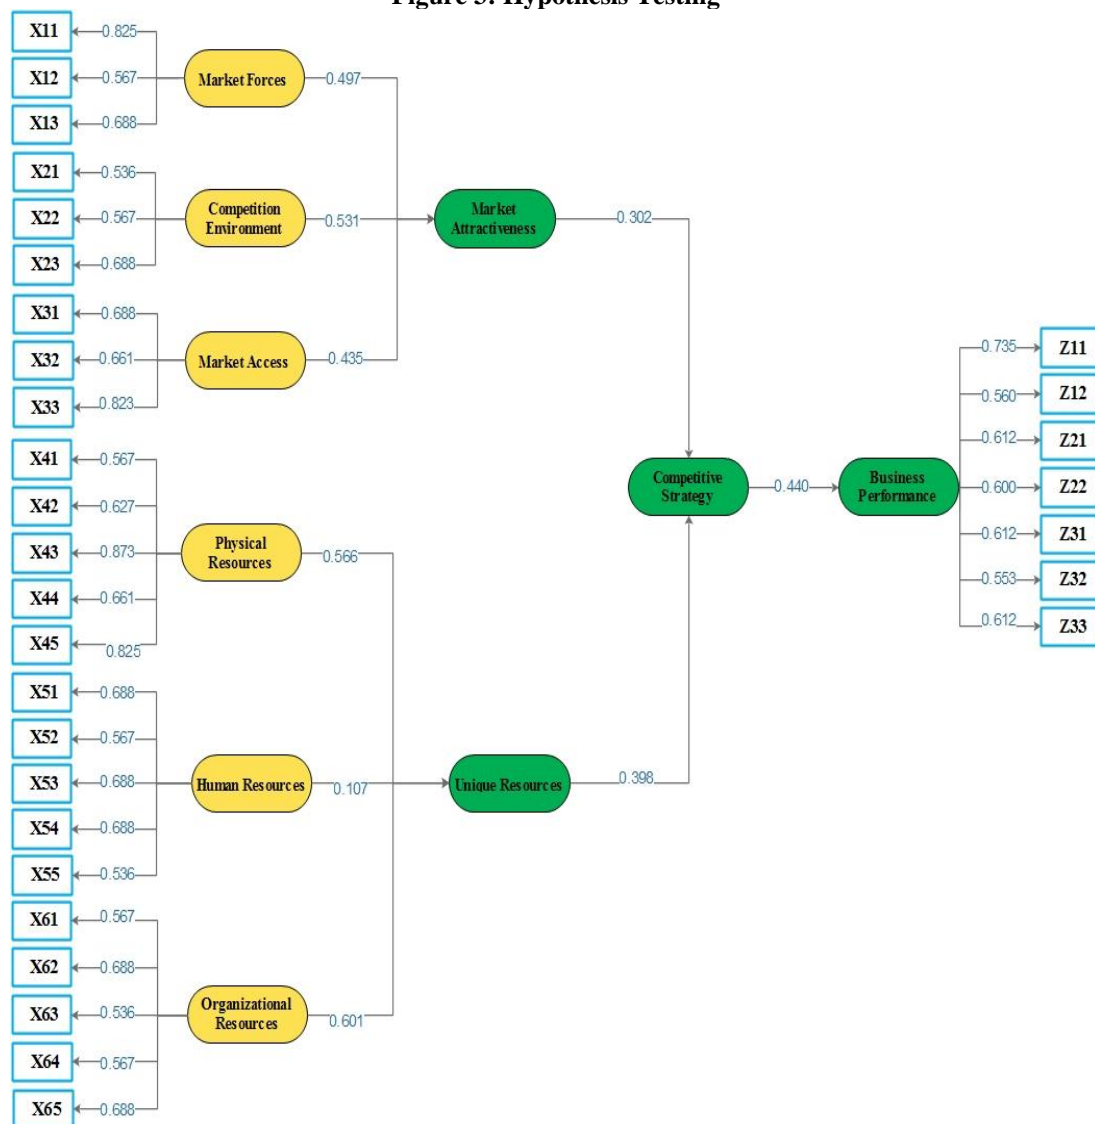 Figure 3: Hypothesis Testing
X11
0.825
X12
0.567
X13
0.688
Market Forces
0.497
X21
0.536
X22
0.567
X23
0.688
Competition
Environment
0.531
Market
Attractiveness
0.302
X31
0.688
X32
0.661
X33
0.823
Market Access
0.435
X41
0.567
X42
0.627
X43
0.873
X44
0.661
X45
0.825
Physical
Resources
0.566
Competitive
Strategy
0.440
Business
Performance
0.735
Z11
0.560
Z12
0.612
Z21
0.600
Z22
0.612
Z31
0.553
Z32
0.612
Z33
X51
0.688
X52
0.567
X53
0.688
X54
0.688
X55
0.536
Human Resources
0.107
Unique Resources
0.398
X61
0.567
X62
0.688
X63
0.536
X64
0.567
X65
0.688
Organizational
Resources
0.601